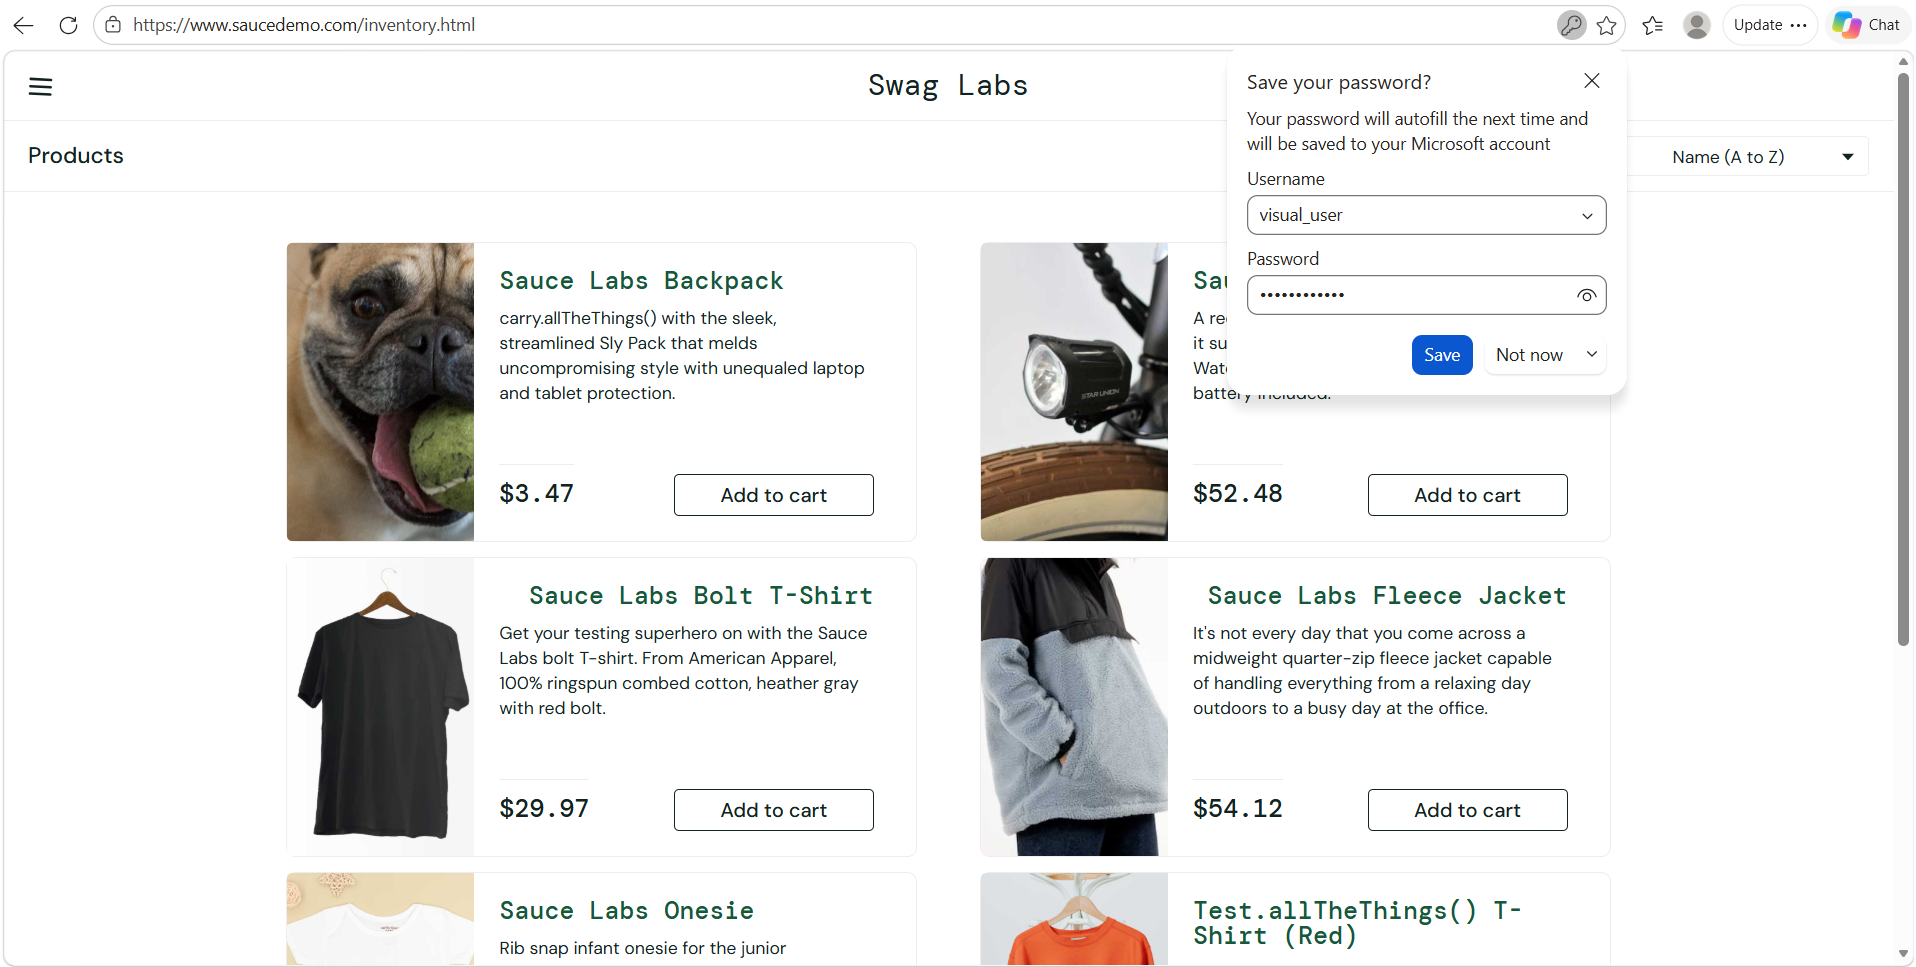 https://www.saucedemo.com/inventory.html
Update
Chat
Swag Labs
Save your password?
Your password will autofill the next time and
will be saved to your Microsoft account
Username
visual_user
Password
••••••••••••
Save
Not now
Products
Name (A to Z)
Sauce Labs Backpack
carry.allTheThings() with the sleek,
streamlined Sly Pack that melds
uncompromising style with unequaled laptop
and tablet protection.
$3.47
Add to cart
A
it
battery included.
STAR UNION
$52.48
Add to cart
Sauce Labs Bolt T-Shirt
Get your testing superhero on with the Sauce
Labs bolt T-shirt. From American Apparel,
100% ringspun combed cotton, heather gray
with red bolt.
$29.97
Add to cart
Sauce Labs Fleece Jacket
It's not every day that you come across a
midweight quarter-zip fleece jacket capable
of handling everything from a relaxing day
outdoors to a busy day at the office.
$54.12
Add to cart
Sauce Labs Onesie
Rib snap infant onesie for the junior
Test.allTheThings() T-
Shirt (Red)